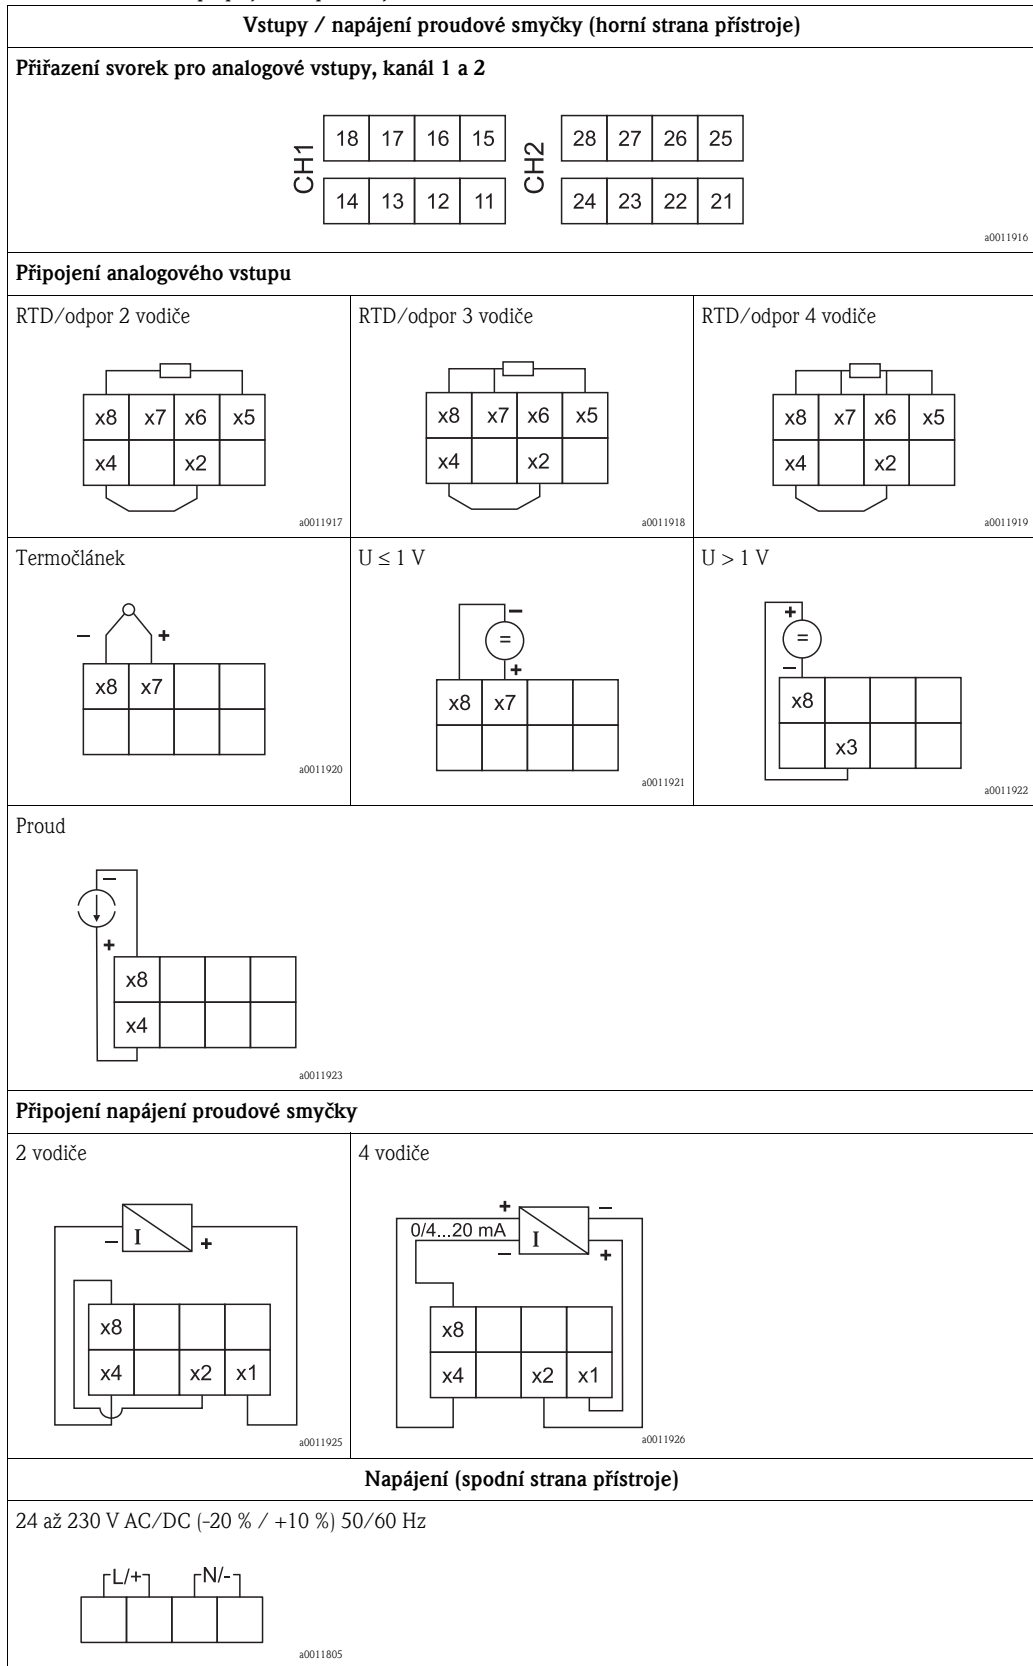 Vstupy / napájení proudové smyčky (horní strana přístroje)
Přiřazení svorek pro analogové vstupy, kanál 1 a 2
CH1
18 17 16 15
14 13 12 11
CH2
28 27 26 25
24 23 22 21
a0011916
Připojení analogového vstupu
RTD/odpor 2 vodiče
x8 x7 x6 x5
x4 x2
a0011917
RTD/odpor 3 vodiče
x8 x7 x6 x5
x4 x2
a0011918
RTD/odpor 4 vodiče
x8 x7 x6 x5
x4 x2
a0011919
Termočlánek
– +
x8 x7
a0011920
U ≤ 1 V
–
=
+
x8 x7
a0011921
U > 1 V
+
=
–
x8
x3
a0011922
Proud
–
+
x8
x4
a0011923
Připojení napájení proudové smyčky
2 vodiče
– I +
x8
x4 x2 x1
a0011925
4 vodiče
+ –
0/4...20 mA I
– +
x8
x4 x2 x1
a0011926
Napájení (spodní strana přístroje)
24 až 230 V AC/DC (-20 % / +10 %) 50/60 Hz
L/+ N/-
a0011805